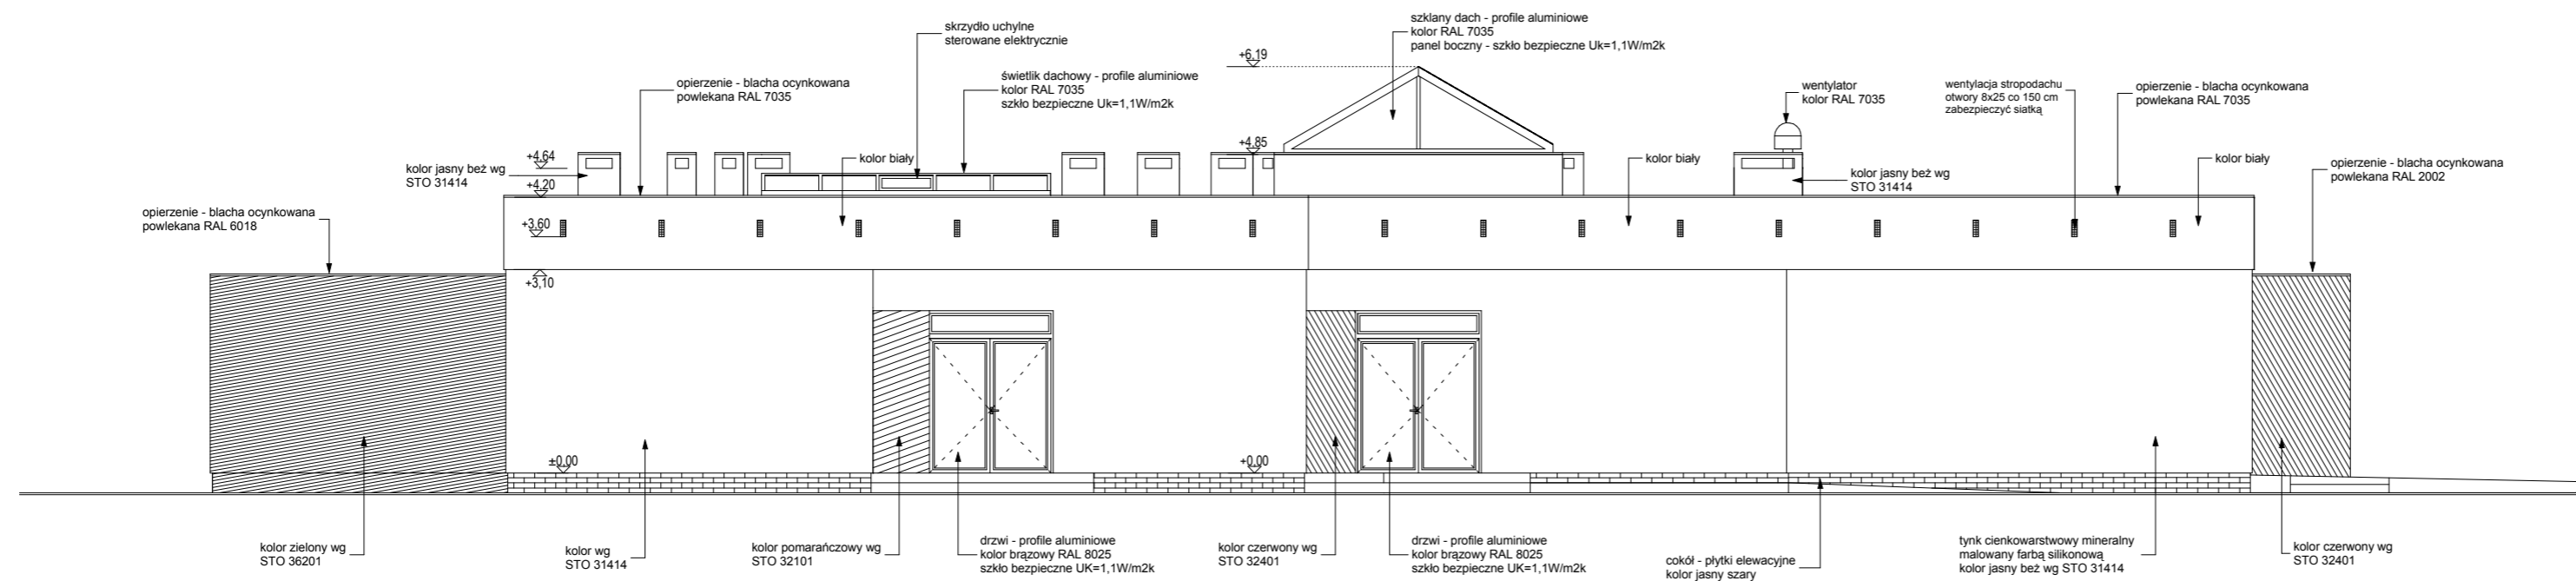 skrzydło uchylne
sterowane elektrycznie
szklany dach - profile aluminiowe
kolor RAL 7035
panel boczny - szkło bezpieczne Uk=1,1W/m2k
+6.19
opierzenie - blacha ocynkowana
powlekana RAL 7035
świetlik dachowy - profile aluminiowe
kolor RAL 7035
szkło bezpieczne Uk=1,1W/m2k
wentylator
kolor RAL 7035
wentylacja stropodachu
otwory 8x25 co 150 cm
zabezpieczyć siatką
opierzenie - blacha ocynkowana
powlekana RAL 7035
+4.64
+4.85
kolor jasny beż wg
STO 31414
kolor biały
kolor biały
kolor jasny beż wg
STO 31414
kolor biały
opierzenie - blacha ocynkowana
powlekana RAL 2002
+4.20
opierzenie - blacha ocynkowana
powlekana RAL 6018
+3.60
+3,10
±0.00
+0.00
kolor zielony wg
STO 36201
kolor wg
STO 31414
kolor pomarańczowy wg
STO 32101
drzwi - profile aluminiowe
kolor brązowy RAL 8025
szkło bezpieczne UK=1,1W/m2k
kolor czerwony wg
STO 32401
drzwi - profile aluminiowe
kolor brązowy RAL 8025
szkło bezpieczne UK=1,1W/m2k
cokół - płytki elewacyjne
kolor jasny szary
tynk cienkowarstwowy mineralny
malowany farbą silikonową
kolor jasny beż wg STO 31414
kolor czerwony wg
STO 32401